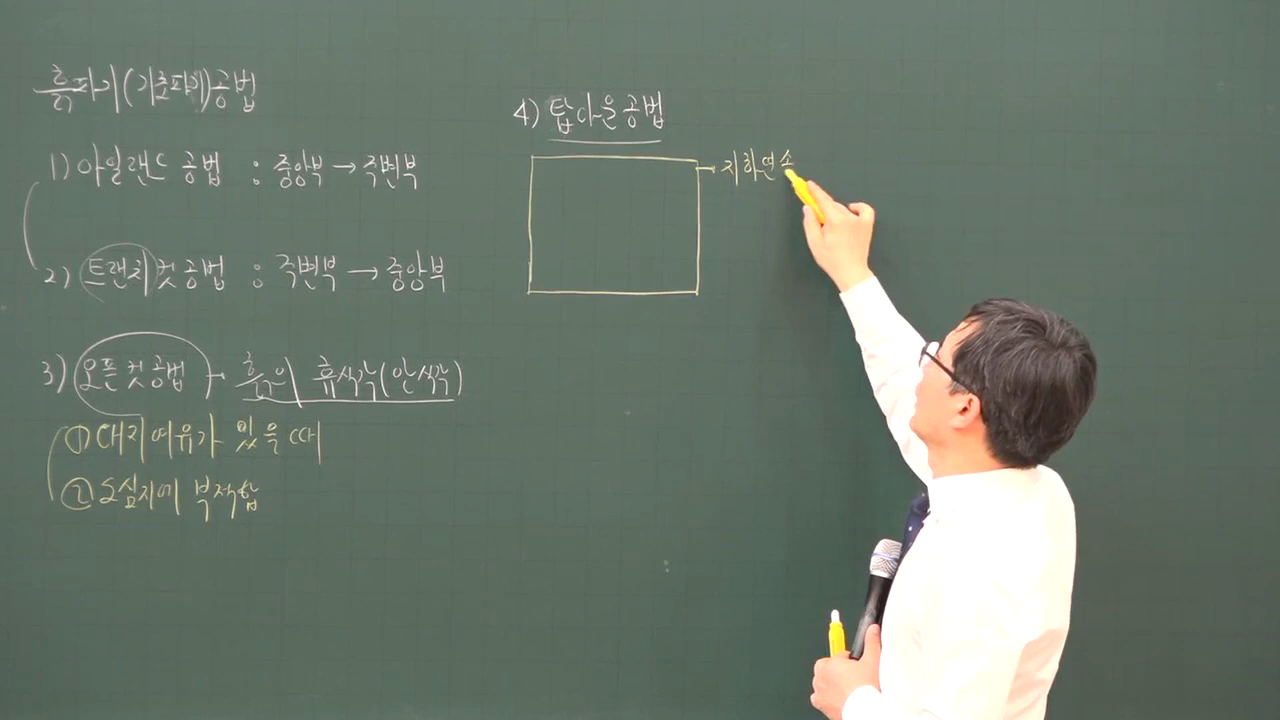 흙파기(기초파기)공법
1) 아일랜드 공법 : 중앙부 → 주변부
2) 트랜치 컷 공법 : 주변부 → 중앙부
3) 오픈 컷 공법 → 흙의 휴식각(안식각)
① 대지 여유가 있을 때
② 도심지에 부적합
4) 탑다운 공법
→ 지하연소